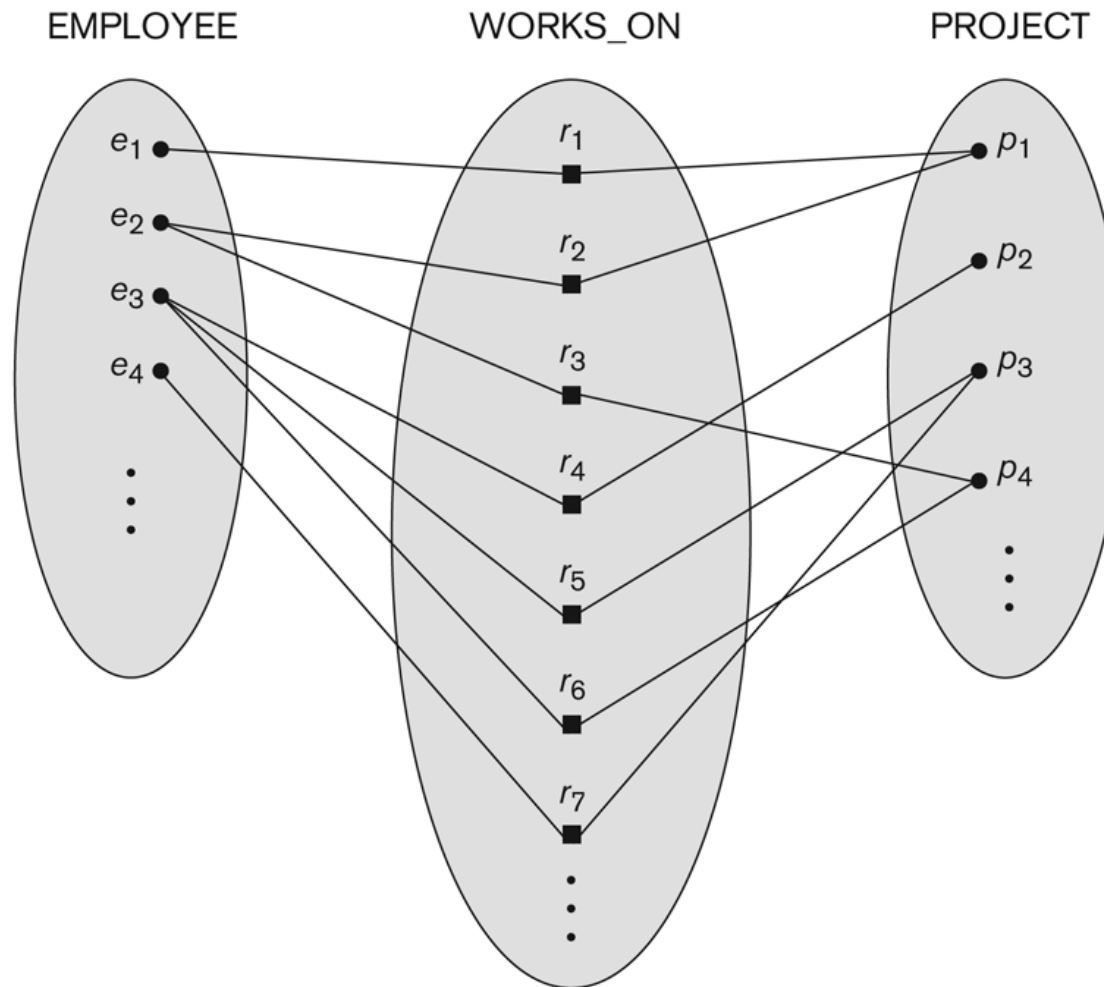 EMPLOYEE WORKS_ON PROJECT
e1 r1 p1
e2 r2 p2
e3 r3 p3
e4 r4 p4
r5
r6
r7